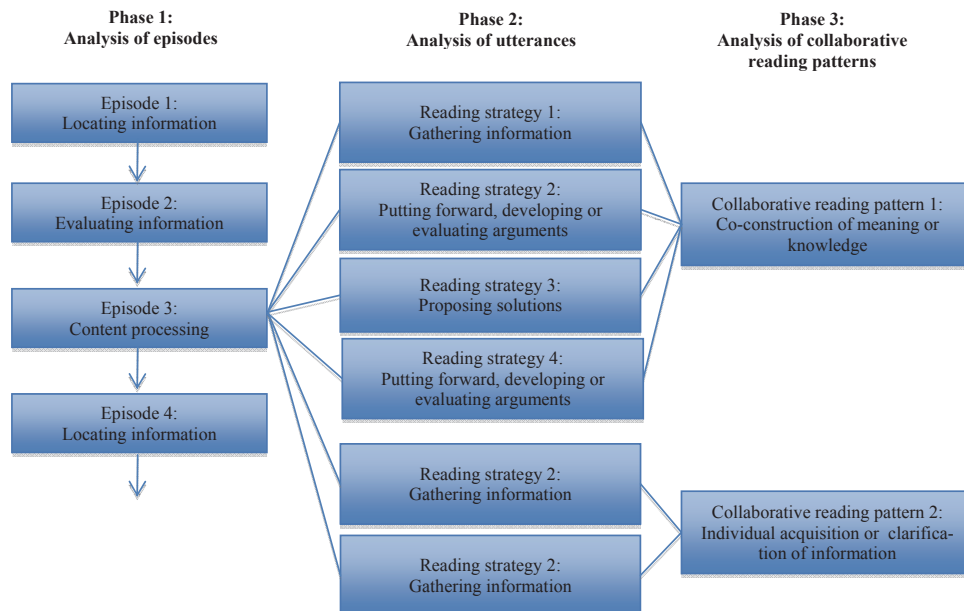 Phase 1:
Analysis of episodes
Phase 2:
Analysis of utterances
Phase 3:
Analysis of collaborative
reading patterns
Episode 1:
Locating information
Episode 2:
Evaluating information
Episode 3:
Content processing
Episode 4:
Locating information
Reading strategy 1:
Gathering information
Reading strategy 2:
Putting forward, developing or
evaluating arguments
Reading strategy 3:
Proposing solutions
Reading strategy 4:
Putting forward, developing or
evaluating arguments
Reading strategy 2:
Gathering information
Reading strategy 2:
Gathering information
Collaborative reading pattern 1:
Co-construction of meaning or
knowledge
Collaborative reading pattern 2:
Individual acquisition or clarifica-
tion of information